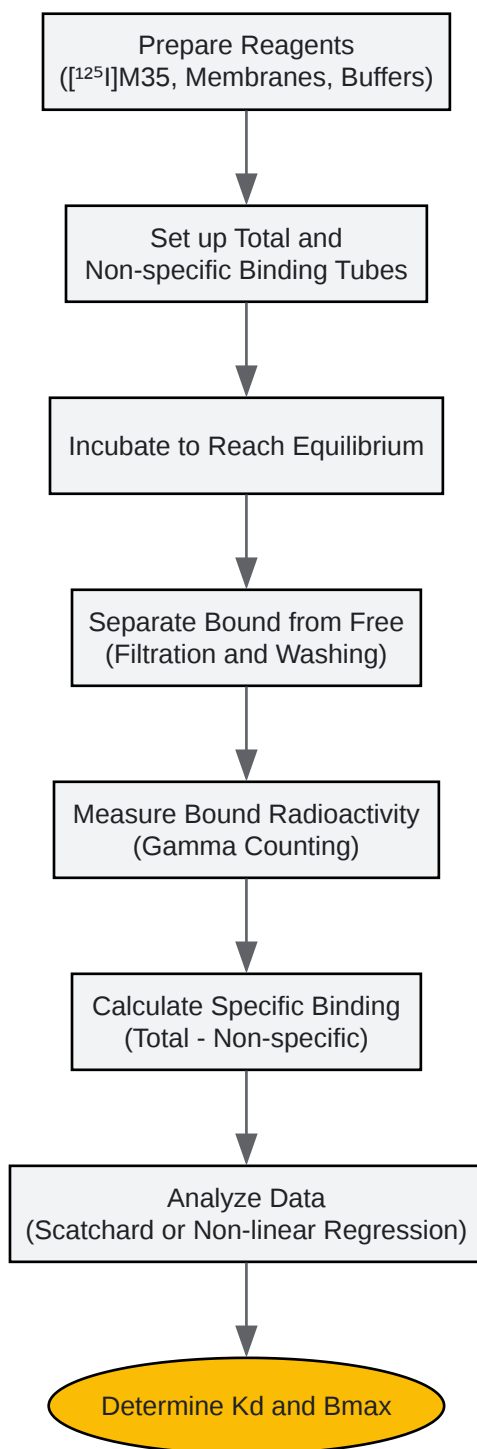 Prepare Reagents
([¹²⁵I]M35, Membranes, Buffers)
Set up Total and
Non-specific Binding Tubes
Incubate to Reach Equilibrium
Separate Bound from Free
(Filtration and Washing)
Measure Bound Radioactivity
(Gamma Counting)
Calculate Specific Binding
(Total - Non-specific)
Analyze Data
(Scatchard or Non-linear Regression)
Determine Kd and Bmax